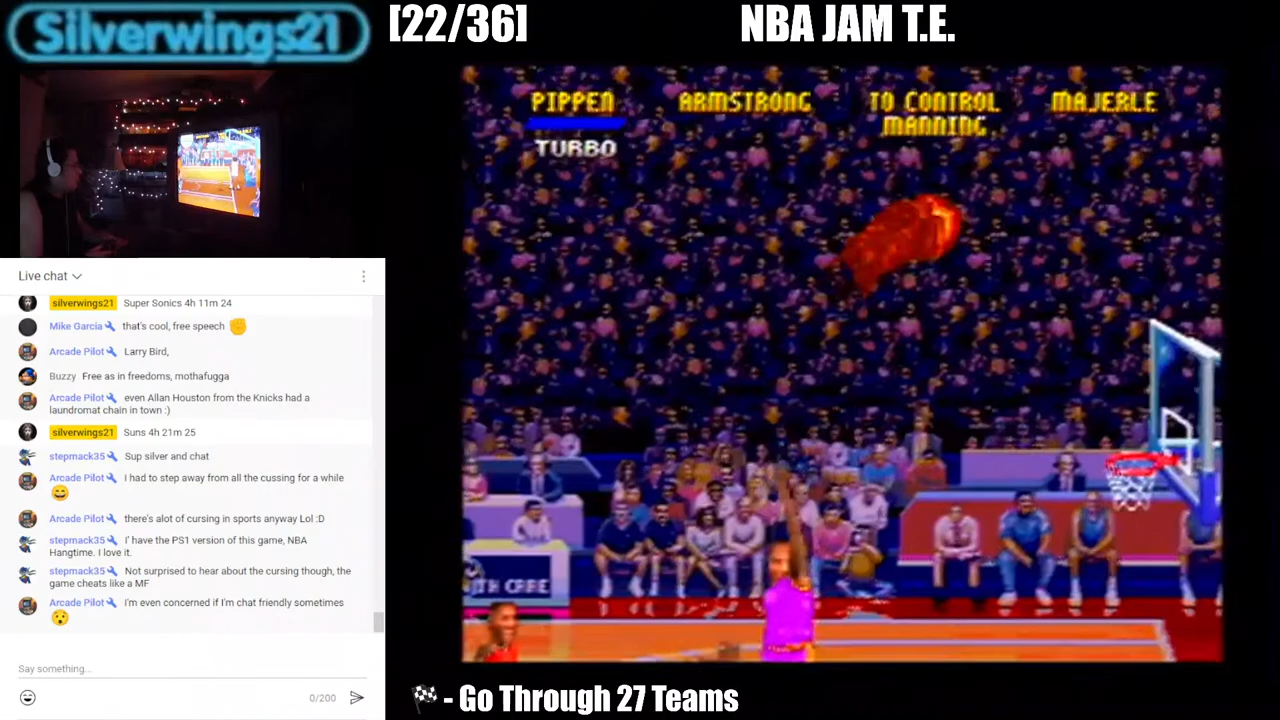 Silverwings21
[22/36]
NBA JAM T.E.
PIPPEN
ARMSTRONG
TO CONTROL
MANNING
MAJERLE
TURBO
Live chat
silverwings21 Super Sonics 4h 11m 24
Mike Garcia that's cool, free speech
Arcade Pilot Larry Bird,
Buzzy Free as in freedoms, mothafugga
Arcade Pilot even Allan Houston from the Knicks had a
laundromat chain in town :)
silverwings21 Suns 4h 21m 25
stepmack35 Sup silver and chat
Arcade Pilot I had to step away from all the cussing for a while
Arcade Pilot there's alot of cursing in sports anyway Lol :D
stepmack35 I' have the PS1 version of this game, NBA
Hangtime. I love it.
stepmack35 Not surprised to hear about the cursing though, the
game cheats like a MF
Arcade Pilot I'm even concerned if I'm chat friendly sometimes
Say something...
0/200
- Go Through 27 Teams